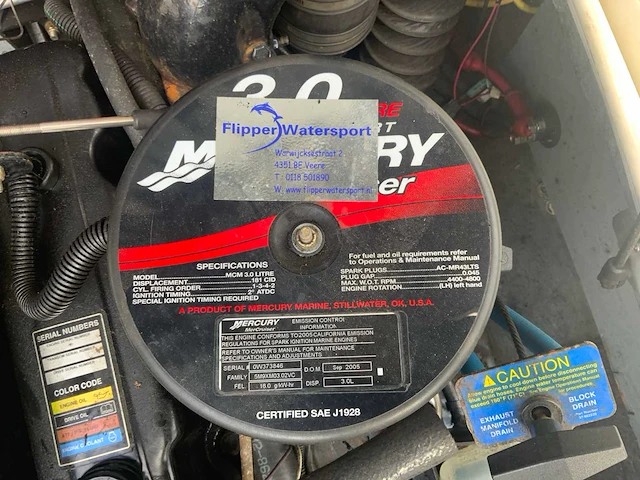 3.0
Flipper Watersport
Warwijcksestraat 2
4351 BE Veere
T : 0118 501890
W. www.flipperwatersport.nl
SPECIFICATIONS
MODEL MCM 3.0 LITRE
DISPLACEMENT 181 CID
CYL. FIRING ORDER 1-3-4-2
IGNITION TIMING 2° ATDC
SPECIAL IGNITION TIMING REQUIRED
For fuel and oil requirements refer
to Operations & Maintenance Manual
SPARK PLUGS AC-MR43LTS
PLUG GAP 0.045
MAX. W.O.T. RPM 4400-4800
ENGINE ROTATION (LH) left hand
A PRODUCT OF MERCURY MARINE, STILLWATER, OK, U.S.A.
MERCURY
MerCruiser
EMISSION CONTROL
INFORMATION
THIS ENGINE CONFORMS TO 2005 CALIFORNIA EMISSION
REGULATIONS FOR SPARK IGNITION MARINE ENGINES
REFER TO OWNER'S MANUAL FOR MAINTENANCE
SPECIFICATIONS AND ADJUSTMENTS
SERIAL # 0W373846 D.O.M Sep 2005
FAMILY
FEL 16.0 g/kW-hr DISP. 3.0L
CERTIFIED SAE J1928
SERIAL NUMBERS
COLOR CODE
ENGINE OIL
DRIVE OIL
ENGINE COOLANT
CAUTION
EXHAUST
MANIFOLD
DRAIN
BLOCK
DRAIN